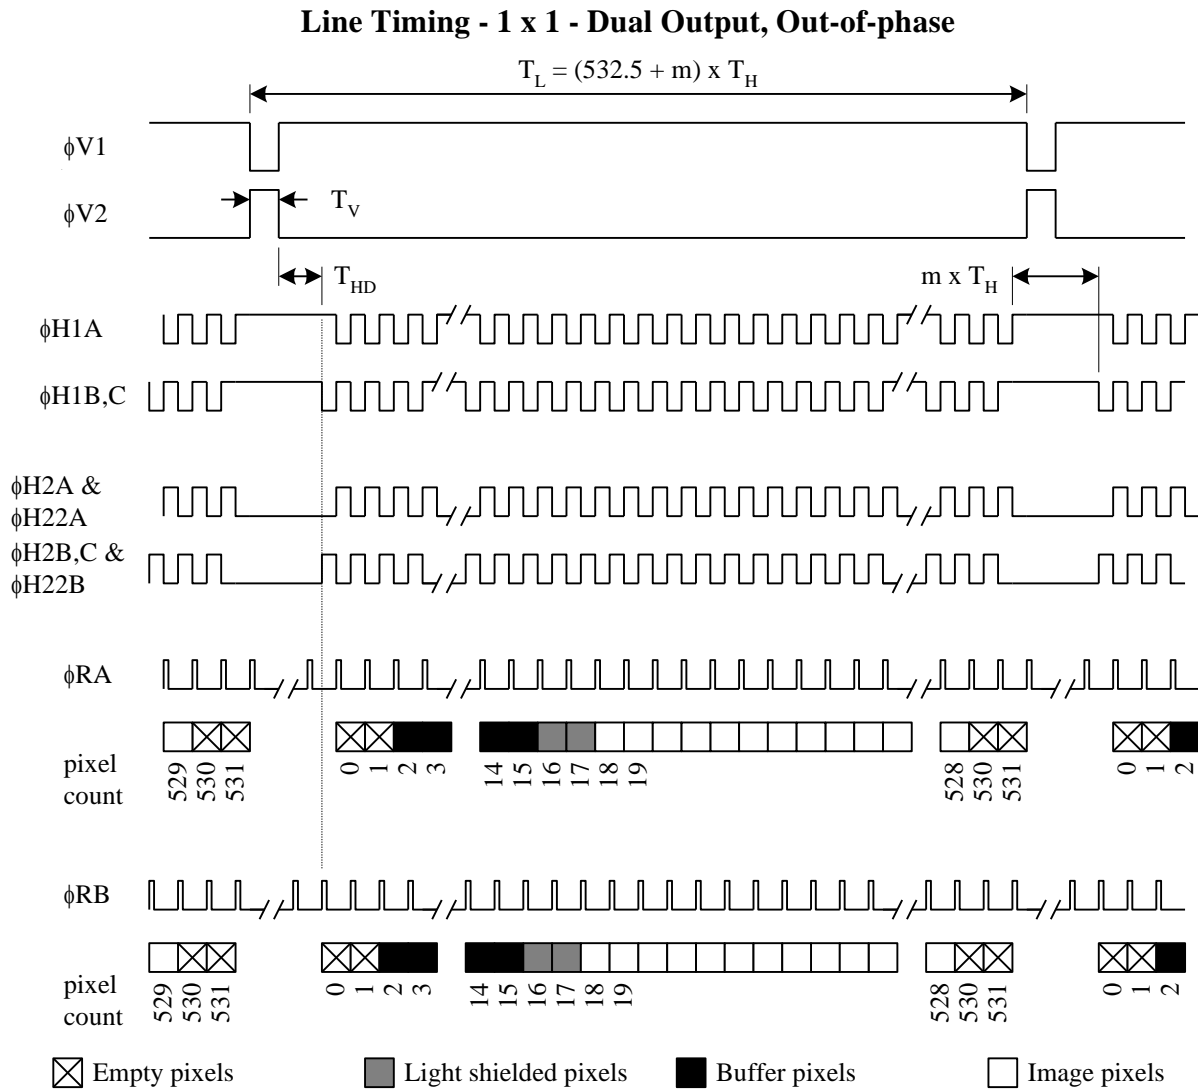 Line Timing - 1 x 1 - Dual Output, Out-of-phase
T_L = (532.5 + m) x T_H
ϕV1
ϕV2
T_V
T_HD
m x T_H
ϕH1A
ϕH1B,C
ϕH2A &
ϕH22A
ϕH2B,C &
ϕH22B
ϕRA
pixel
count
529 530 531 0 1 2 3 14 15 16 17 18 19 528 530 531 0 1 2
ϕRB
pixel
count
529 530 531 0 1 2 3 14 15 16 17 18 19 528 530 531 0 1 2
Empty pixels Light shielded pixels Buffer pixels Image pixels